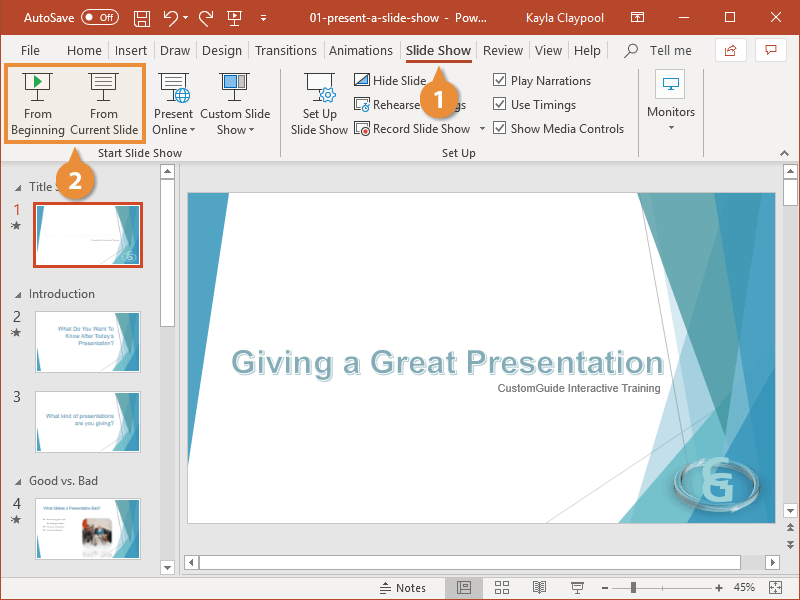 AutoSave Off 01-present-a-slide-show - Pow... Kayla Claypool
File Home Insert Draw Design Transitions Animations Slide Show Review View Help Tell me
From Beginning
From Current Slide
Present Online
Custom Slide Show
Set Up Slide Show
Hide Slide
Rehearse
Record Slide Show
Play Narrations
Use Timings
Show Media Controls
Monitors
1
Start Slide Show Set Up
2
Title
1
Introduction
2
What Do You Want To
Know After Today's
Presentation?
3
What kind of presentations
are you giving?
Good vs. Bad
4
What Makes a Presentation Bad?
Giving a Great Presentation
CustomGuide Interactive Training
CG
Notes 45%